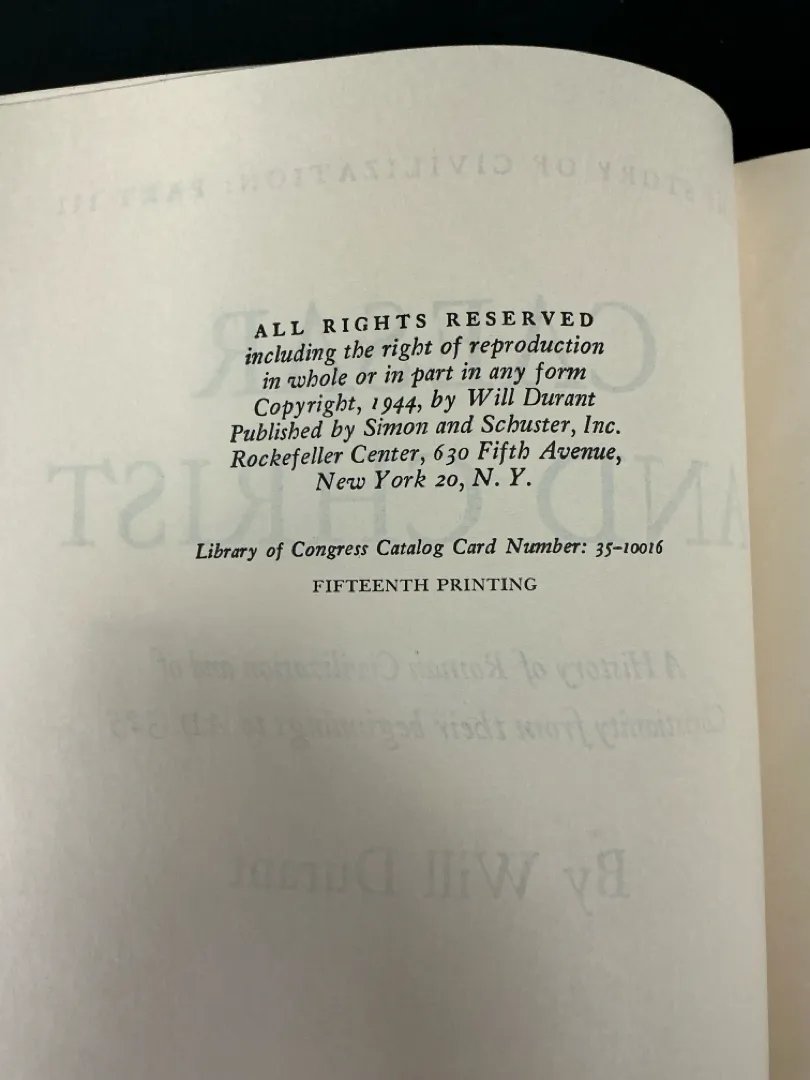 ALL RIGHTS RESERVED
including the right of reproduction
in whole or in part in any form
Copyright, 1944, by Will Durant
Published by Simon and Schuster, Inc.
Rockefeller Center, 630 Fifth Avenue,
New York 20, N. Y.
Library of Congress Catalog Card Number: 35-10016
FIFTEENTH PRINTING